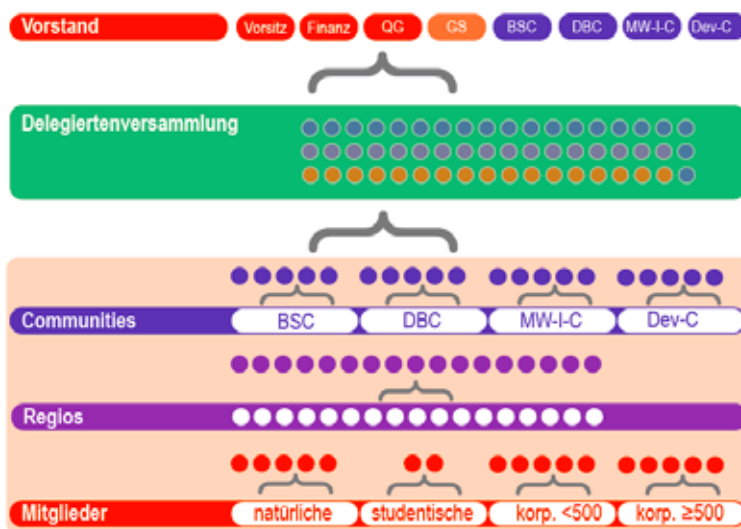 Vorstand Vorsitz Finanz QG GS BSC DBC MW-I-C Dev-C
Delegiertenversammlung
Communities BSC DBC MW-I-C Dev-C
Regios
Mitglieder natürliche studentische korp. <500 korp. ≥500